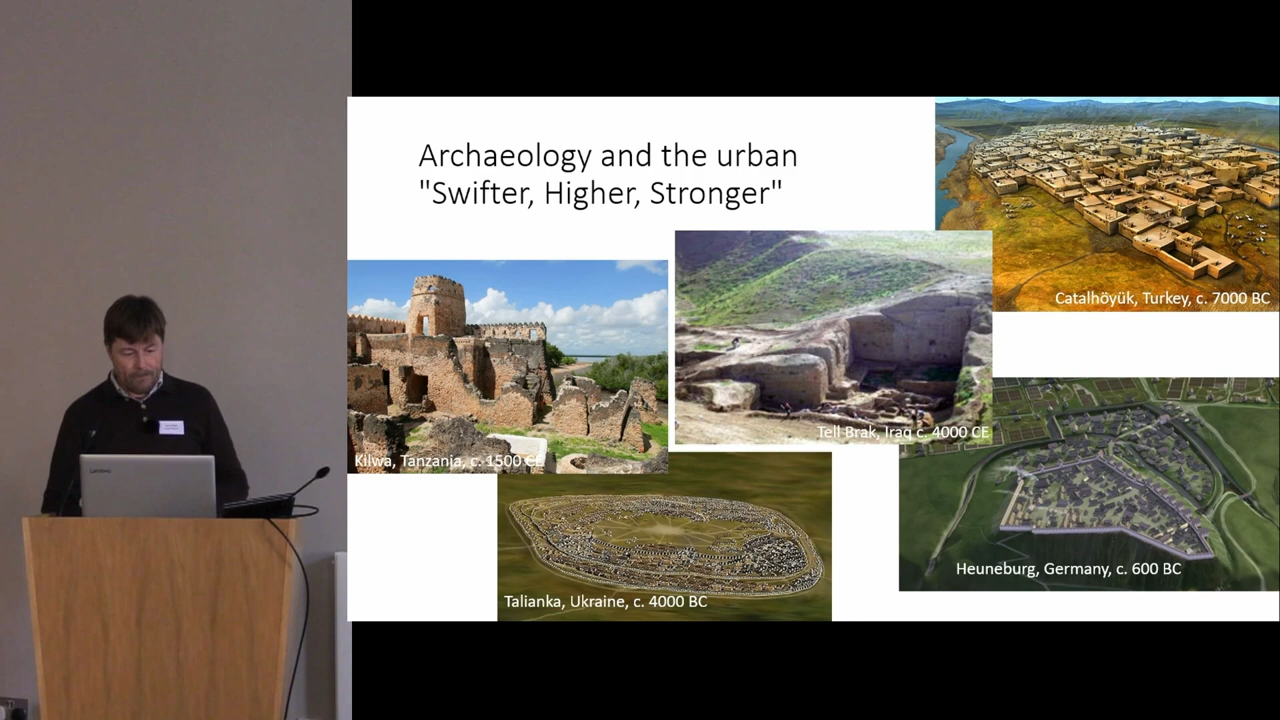 Archaeology and the urban
"Swifter, Higher, Stronger"
Catalhöyük, Turkey, c. 7000 BC
Tell Brak, Iraq c. 4000 CE
Kilwa, Tanzania, c. 1500 CE
Heuneburg, Germany, c. 600 BC
Talianka, Ukraine, c. 4000 BC
Lenovo